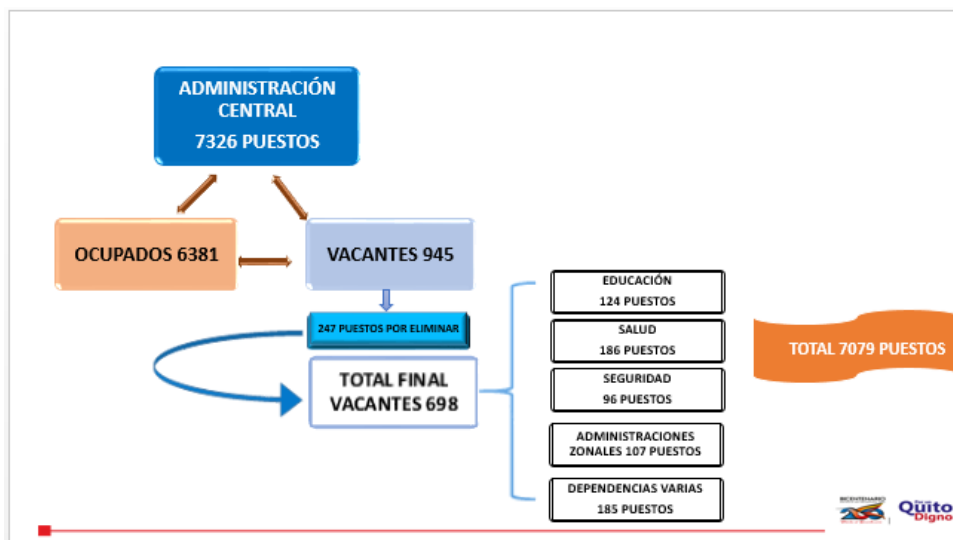 ADMINISTRACIÓN
CENTRAL
7326 PUESTOS
OCUPADOS 6381
VACANTES 945
247 PUESTOS POR ELIMINAR
TOTAL FINAL
VACANTES 698
EDUCACIÓN
124 PUESTOS
SALUD
186 PUESTOS
SEGURIDAD
96 PUESTOS
ADMINISTRACIONES
ZONALES 107 PUESTOS
DEPENDENCIAS VARIAS
185 PUESTOS
TOTAL 7079 PUESTOS
BICENTENARIO
Quito
Digno